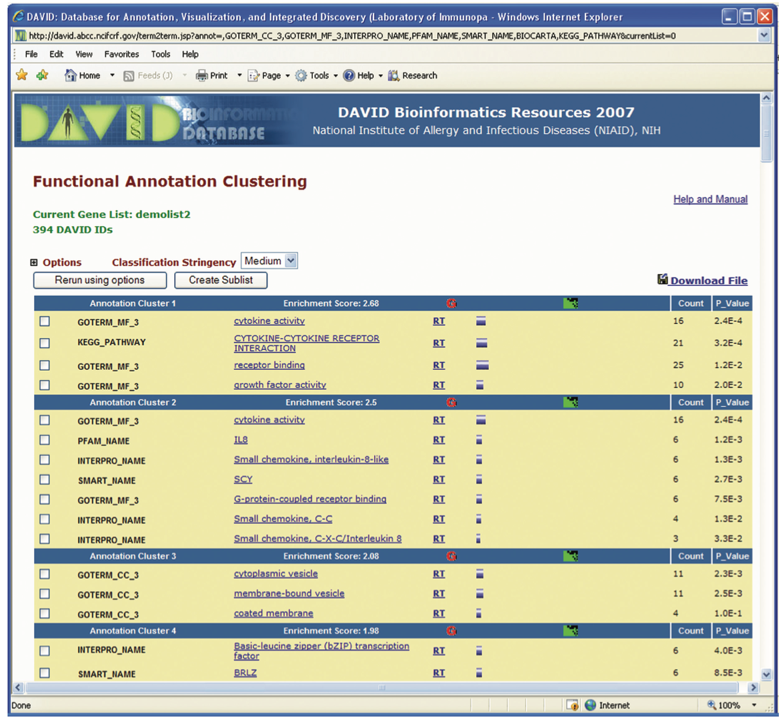 DAVID: Database for Annotation, Visualization, and Integrated Discovery (Laboratory of Immunopa - Windows Internet Explorer
http://david.abcc.ncifcrf.gov/term2term.jsp?annot=,GOTERM_CC_3,GOTERM_MF_3,INTERPRO_NAME,PFAM_NAME,SMART_NAME,BIOCARTA,KEGG_PATHWAY&currentList=0
File Edit View Favorites Tools Help
Home Feeds (J) Print Page Tools Help Research
DAVID BIOINFORMATICS DATABASE
DAVID Bioinformatics Resources 2007
National Institute of Allergy and Infectious Diseases (NIAID), NIH
Functional Annotation Clustering
Help and Manual
Current Gene List: demolist2
394 DAVID IDs
Options Classification Stringency Medium
Rerun using options Create Sublist Download File
Annotation Cluster 1 Enrichment Score: 2.68 Count P_Value
GOTERM_MF_3 cytokine activity RT 16 2.4E-4
KEGG_PATHWAY CYTOKINE-CYTOKINE RECEPTOR INTERACTION RT 21 3.2E-4
GOTERM_MF_3 receptor binding RT 25 1.2E-2
GOTERM_MF_3 growth factor activity RT 10 2.0E-2
Annotation Cluster 2 Enrichment Score: 2.5 Count P_Value
GOTERM_MF_3 cytokine activity RT 16 2.4E-4
PFAM_NAME IL8 RT 6 1.2E-3
INTERPRO_NAME Small chemokine, interleukin-8-like RT 6 1.3E-3
SMART_NAME SCY RT 6 2.7E-3
GOTERM_MF_3 G-protein-coupled receptor binding RT 6 7.5E-3
INTERPRO_NAME Small chemokine, C-C RT 4 1.3E-2
INTERPRO_NAME Small chemokine, C-X-C/Interleukin 8 RT 3 3.3E-2
Annotation Cluster 3 Enrichment Score: 2.08 Count P_Value
GOTERM_CC_3 cytoplasmic vesicle RT 11 2.3E-3
GOTERM_CC_3 membrane-bound vesicle RT 11 2.5E-3
GOTERM_CC_3 coated membrane RT 4 1.0E-1
Annotation Cluster 4 Enrichment Score: 1.98 Count P_Value
INTERPRO_NAME Basic-leucine zipper (bZIP) transcription factor RT 6 4.0E-3
SMART_NAME BRLZ RT 6 8.5E-3
Done Internet 100%